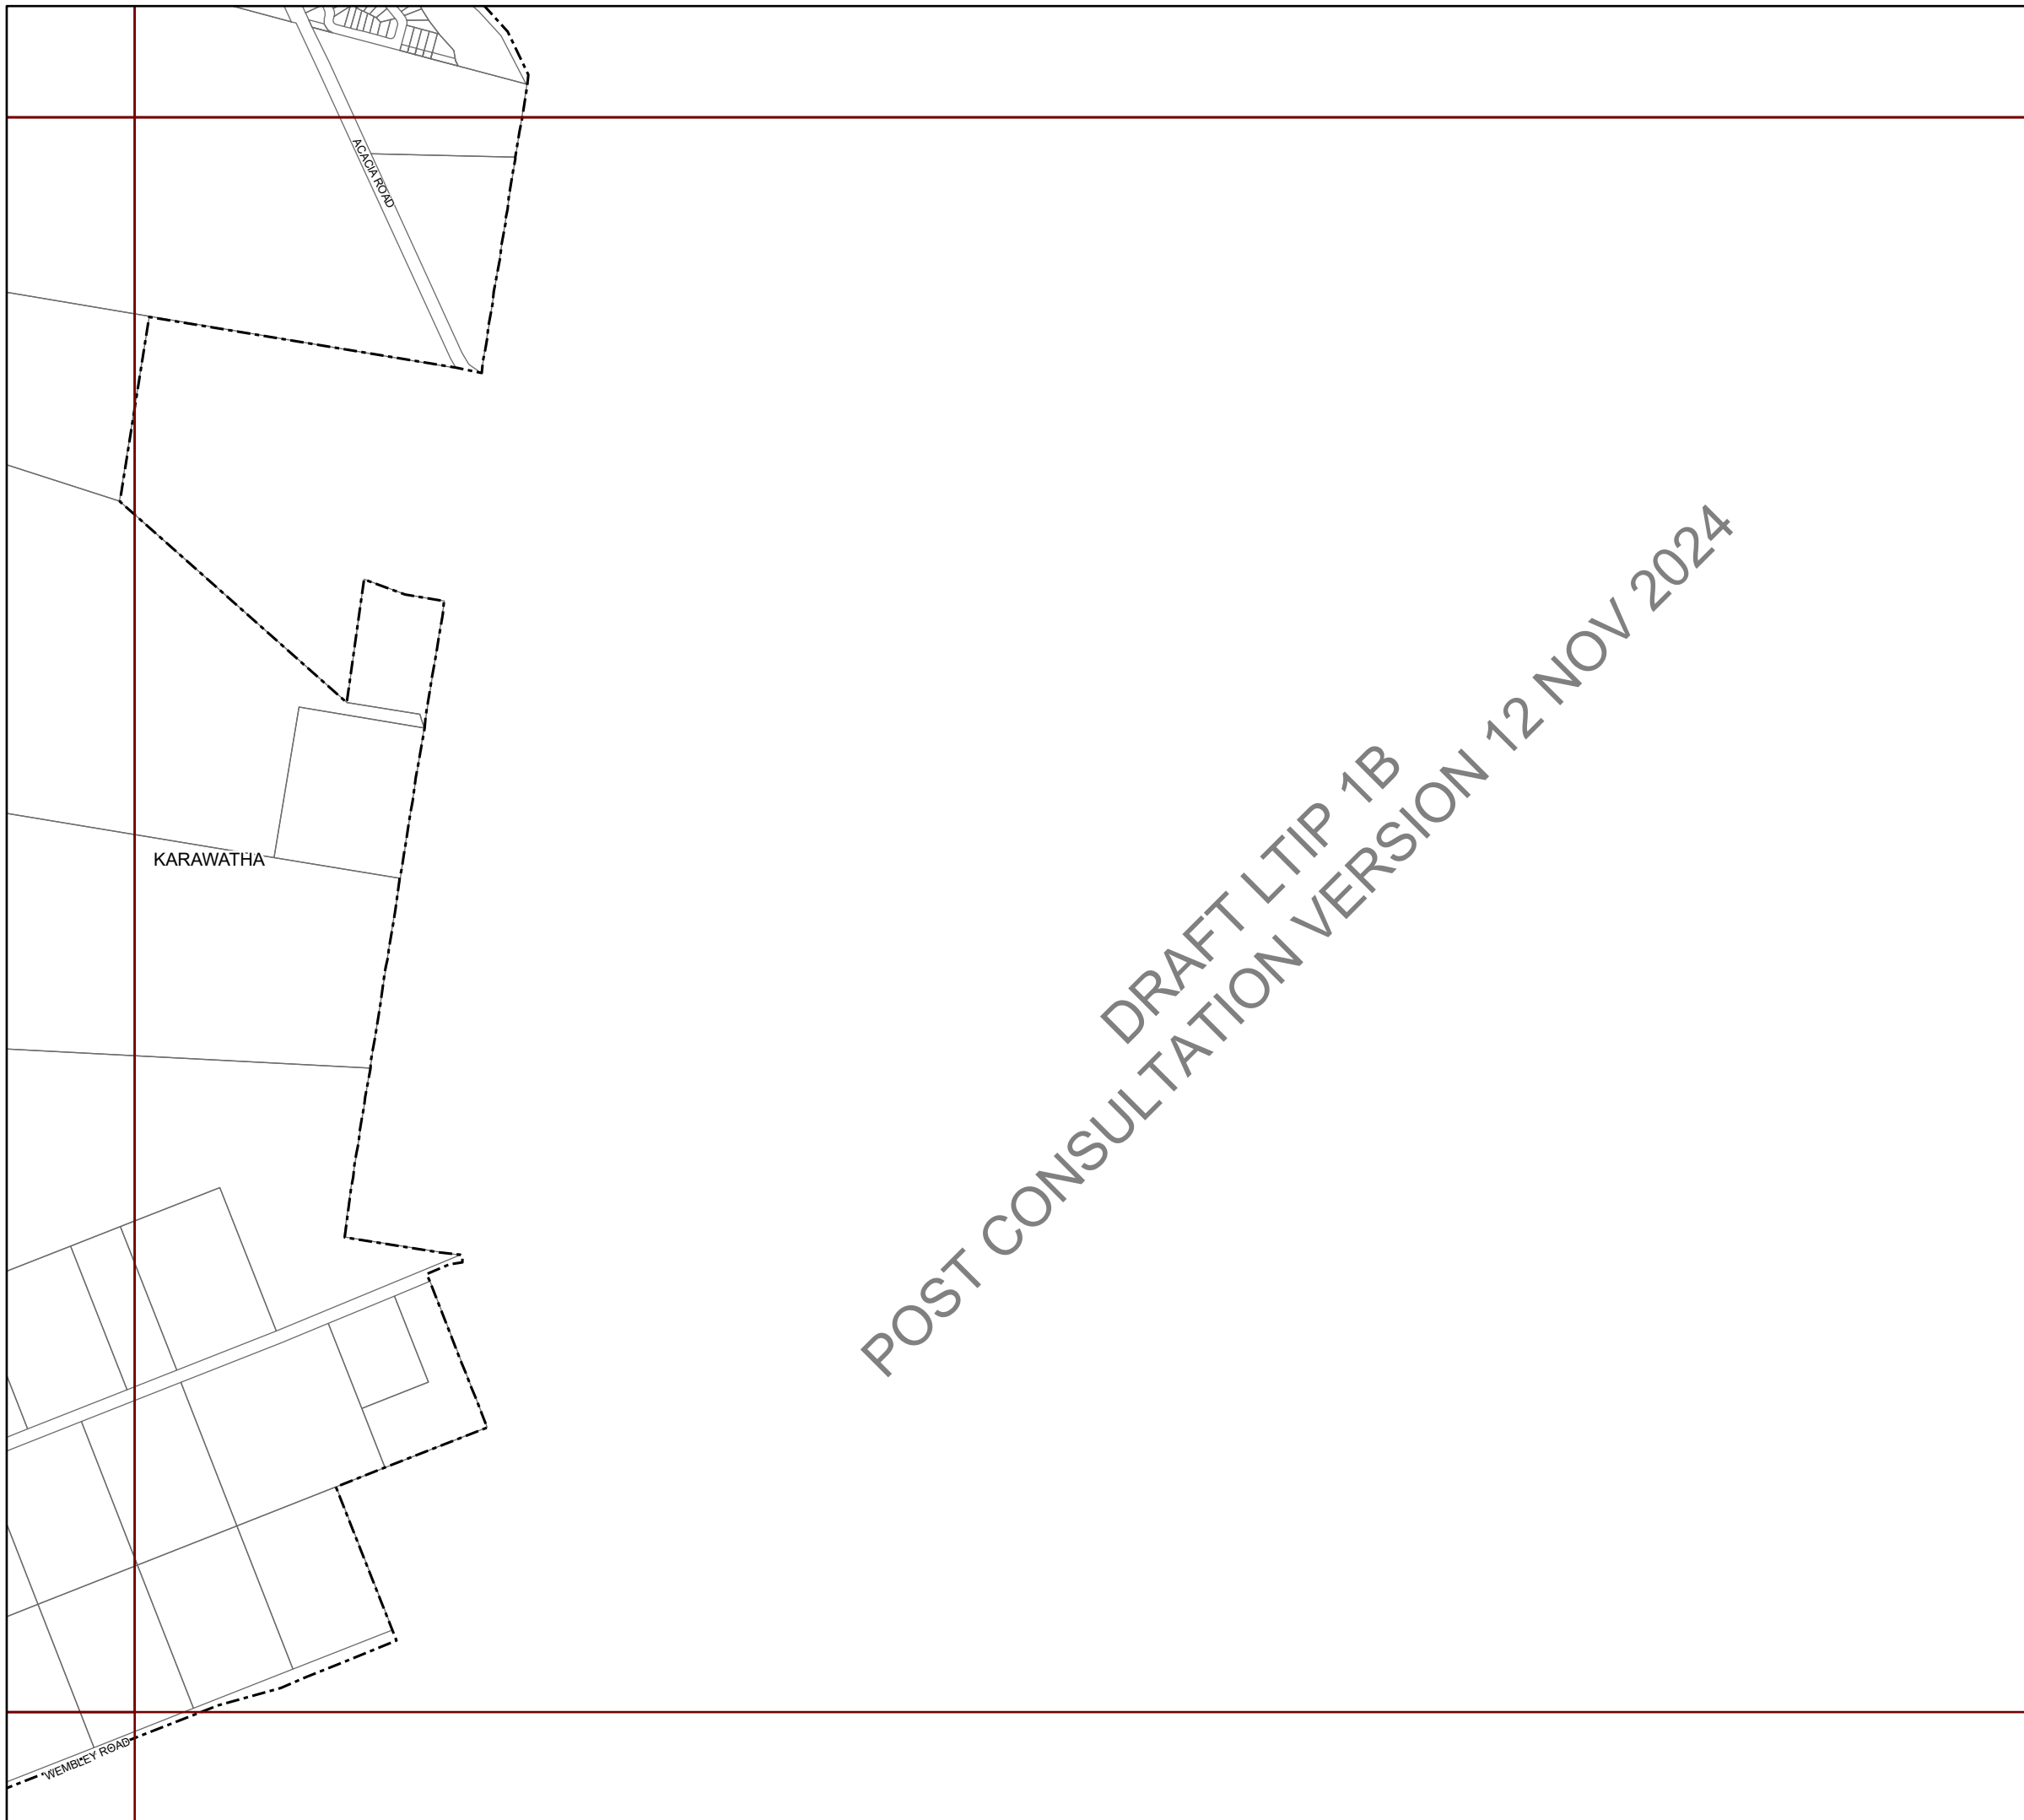 ACACIA ROAD
DRAFT LTIP 1B
POST CONSULTATION VERSION 12 NOV 2024
KARAWATHA
WEMBLEY ROAD